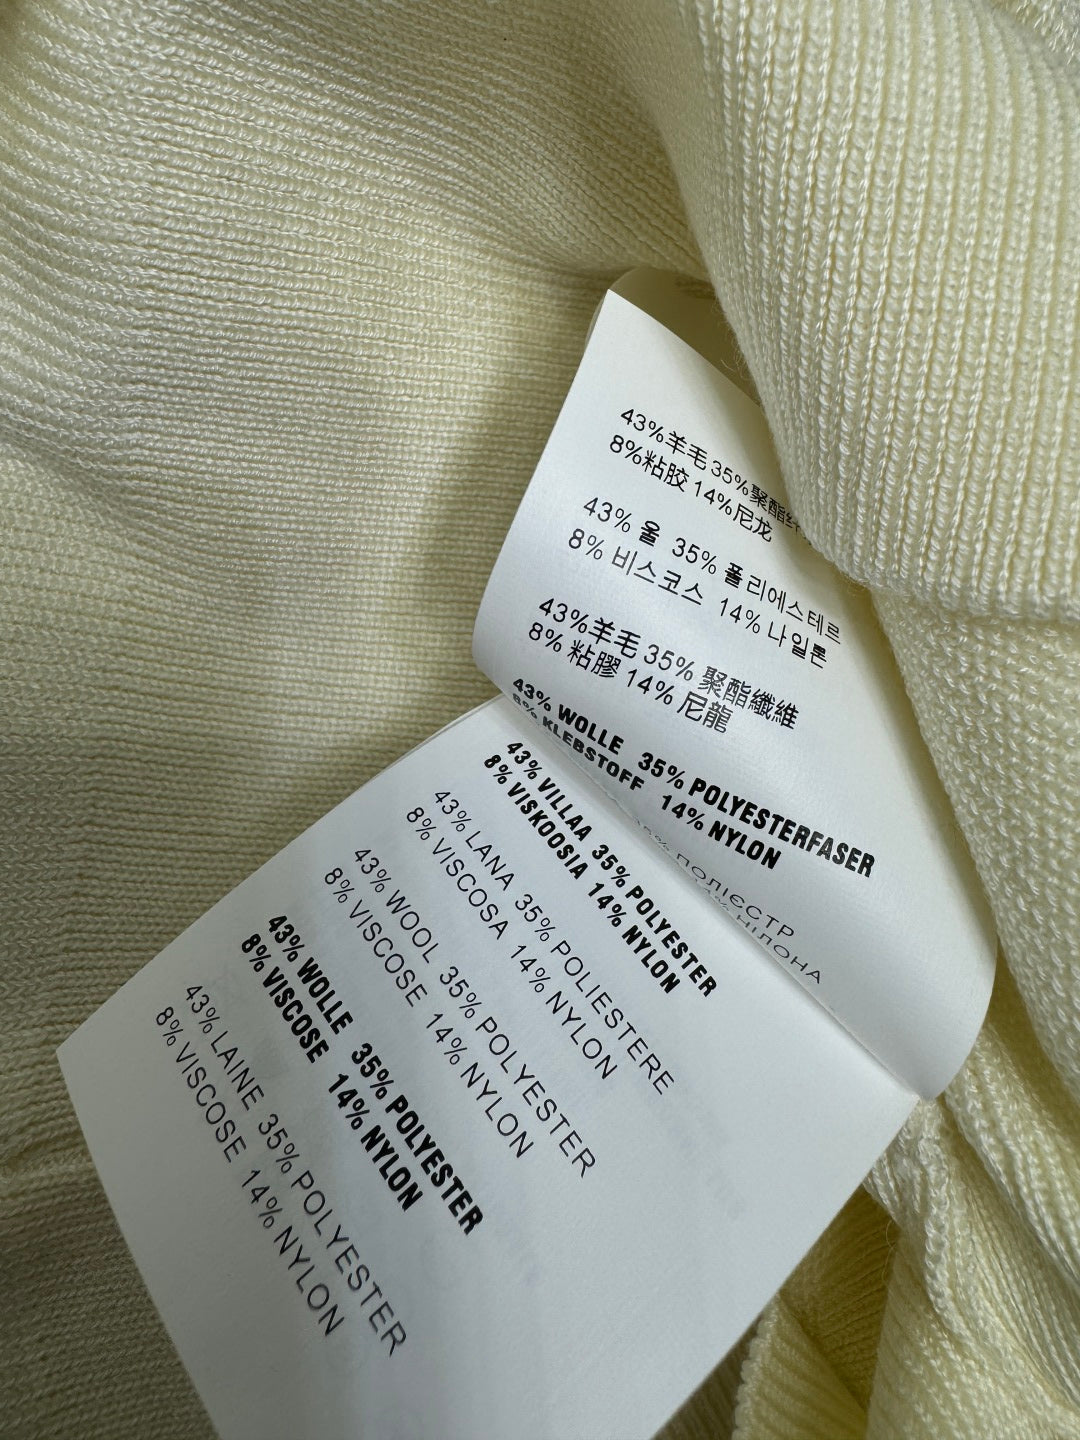 43%羊毛 35%聚酯
8%粘胶 14%尼龙
43% 울 35% 폴리에스테르
8% 비스코스 14% 나일론
43%羊毛 35% 聚酯纖維
8% 粘膠 14% 尼龍
43% WOLLE 35% POLYESTERFASER
8% KLEBSTOFF 14% NYLON
ПОЛІЄСТР
14% НІЛОНА
43% VILLAA 35% POLYESTER
8% VISKOOSIA 14% NYLON
43% LANA 35% POLIESTERE
8% VISCOSA 14% NYLON
43% WOOL 35% POLYESTER
8% VISCOSE 14% NYLON
43% WOLLE 35% POLYESTER
8% VISCOSE 14% NYLON
43% LAINE 35% POLYESTER
8% VISCOSE 14% NYLON